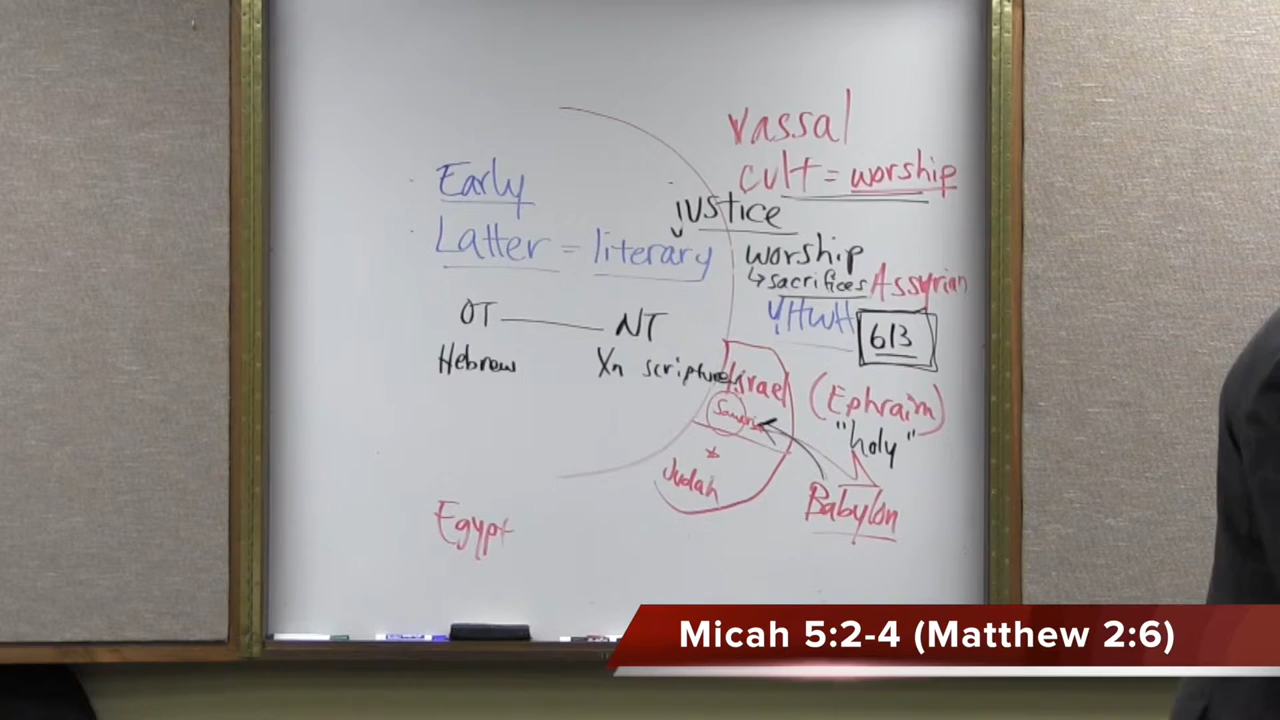 vassal
cult = worship
Early
justice
Latter = literary
worship
↳ sacrifices
Assyrian
YHWH
OT — NT
613
Hebrew
Xn scripture
Israel
(Ephraim)
Samaria
"holy"
Judah
Babylon
Egypt
Micah 5:2-4 (Matthew 2:6)